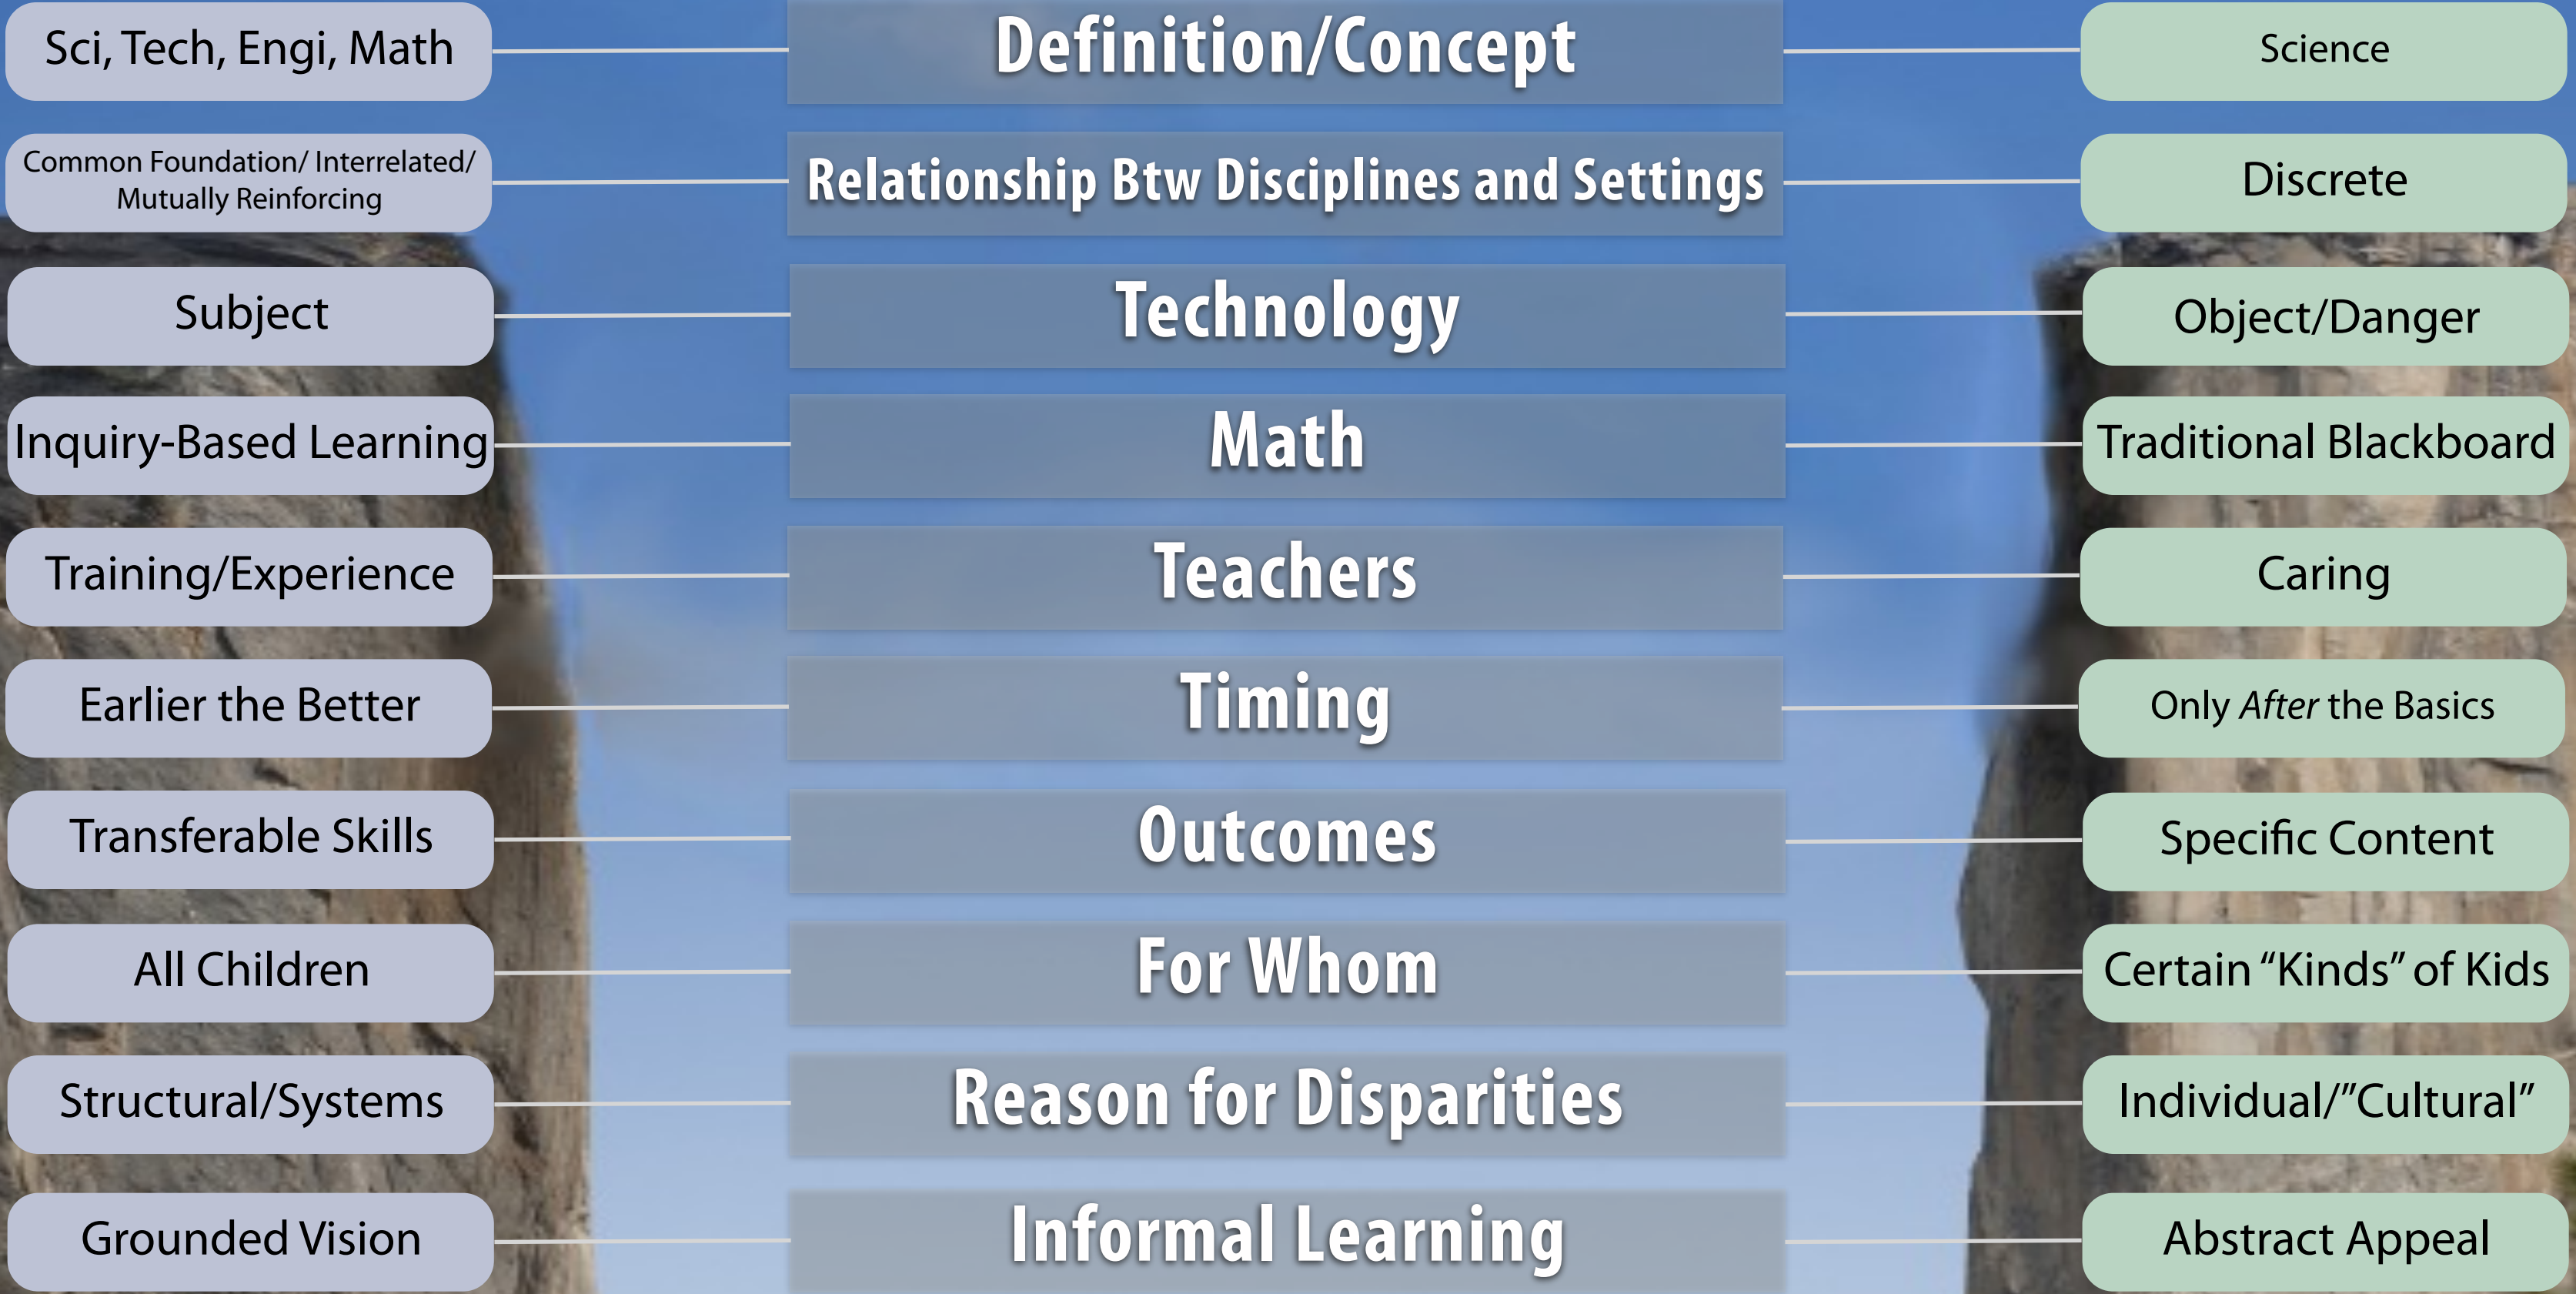 Sci, Tech, Engi, Math
Definition/Concept
Science
Common Foundation/ Interrelated/
Mutually Reinforcing
Relationship Btw Disciplines and Settings
Discrete
Subject
Technology
Object/Danger
Inquiry-Based Learning
Math
Traditional Blackboard
Training/Experience
Teachers
Caring
Earlier the Better
Timing
Only After the Basics
Transferable Skills
Outcomes
Specific Content
All Children
For Whom
Certain “Kinds” of Kids
Structural/Systems
Reason for Disparities
Individual/”Cultural”
Grounded Vision
Informal Learning
Abstract Appeal